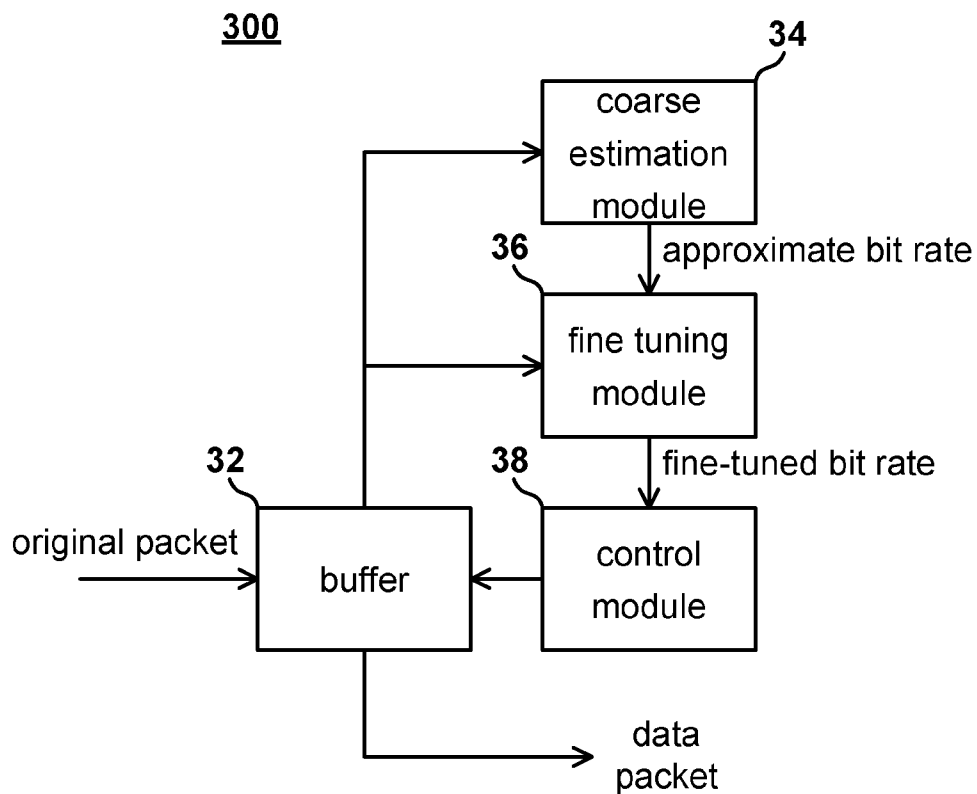 300
34
coarse
estimation
module
approximate bit rate
36
fine tuning
module
fine-tuned bit rate
32
38
original packet
buffer
control
module
data
packet